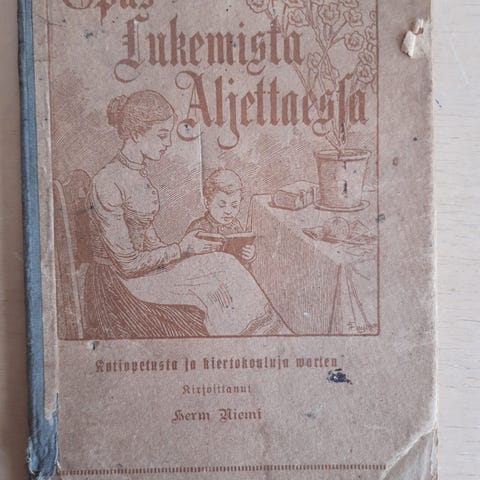 Opas
Lukemista
Aljettaessa
Kotiopetusta ja kiertokouluja warten
Kirjoittanut
Herm Niemi